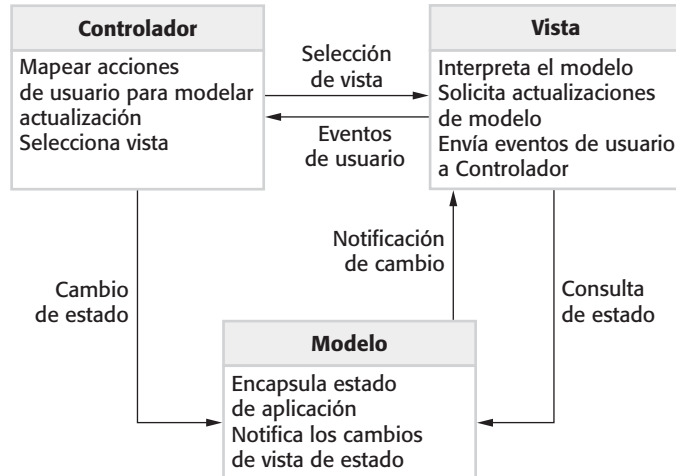 Controlador
Mapear acciones
de usuario para modelar
actualización
Selecciona vista
Selección
de vista
Eventos
de usuario
Vista
Interpreta el modelo
Solicita actualizaciones
de modelo
Envía eventos de usuario
a Controlador
Cambio
de estado
Notificación
de cambio
Consulta
de estado
Modelo
Encapsula estado
de aplicación
Notifica los cambios
de vista de estado